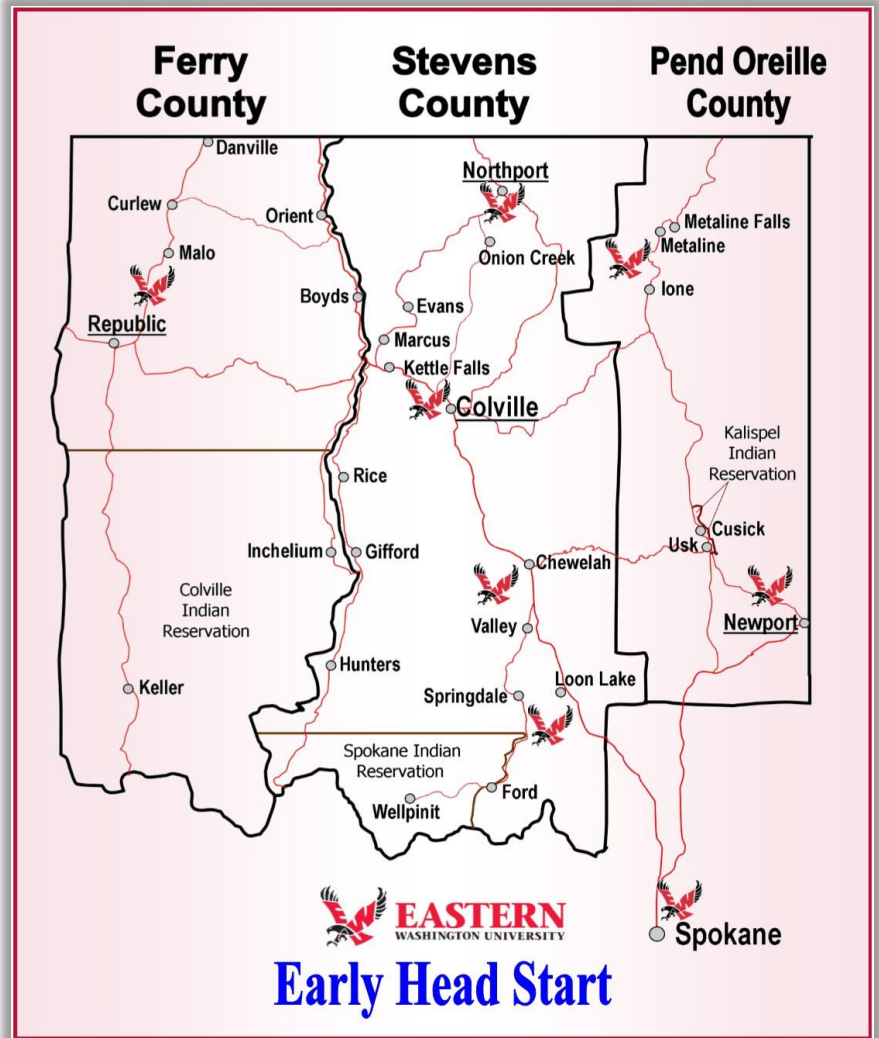 Ferry
County
Stevens
County
Pend Oreille
County
Danville
Northport
Curlew
Orient
Metaline Falls
Metaline
Malo
Onion Creek
Ione
Boyds
Evans
Republic
Marcus
Kettle Falls
Colville
Kalispel
Indian
Reservation
Rice
Cusick
Usk
Inchelium
Gifford
Chewelah
Colville
Indian
Reservation
Valley
Newport
Hunters
Loon Lake
Keller
Springdale
Spokane Indian
Reservation
Ford
Wellpinit
EASTERN
WASHINGTON UNIVERSITY
Spokane
Early Head Start